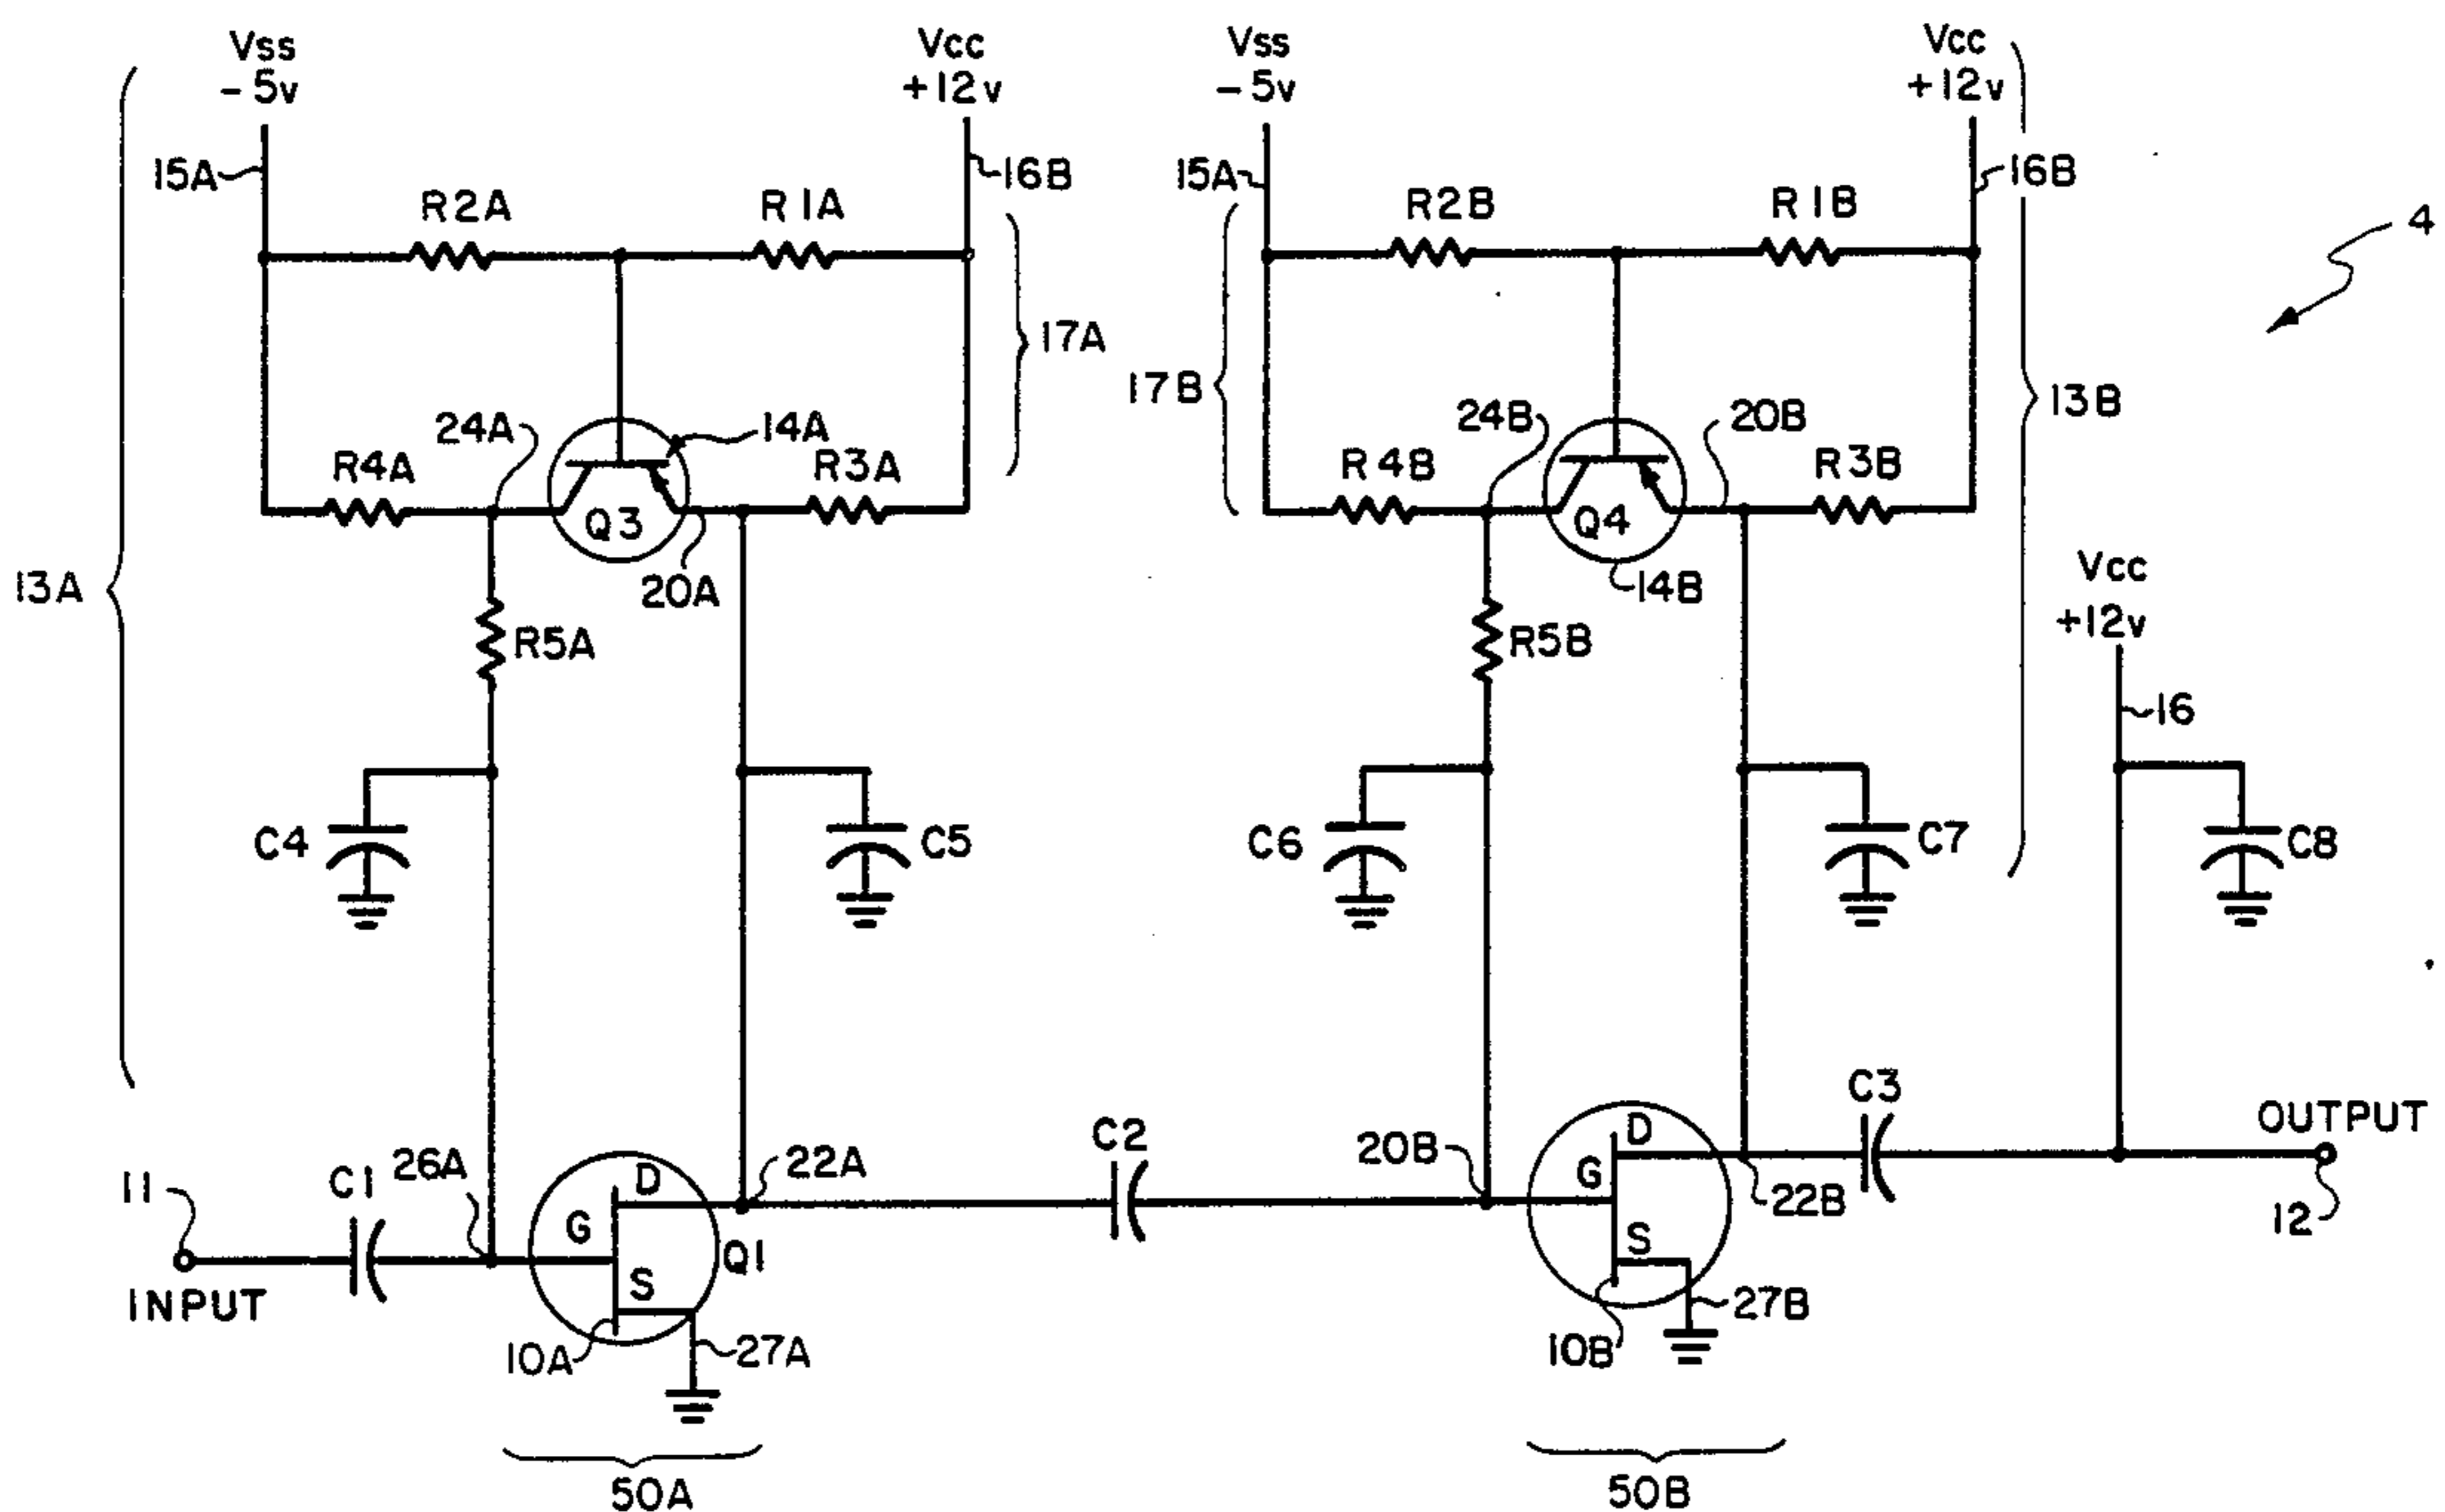 Vss
-5v
Vcc
+12v
Vss
-5v
Vcc
+12v
15A
R2A
R1A
16B
15A
R2B
R1B
16B
4
17A
17B
13B
24A
14A
R4A
R3A
Q3
20A
24B
20B
R4B
R3B
Q4
14B
13A
R5A
R5B
Vcc
+12v
16
C4
C5
C6
C7
C8
11
C1
26A
INPUT
D
G
S
Q1
22A
10A
27A
C2
20B
D
G
S
22B
10B
27B
C3
OUTPUT
12
50A
50B